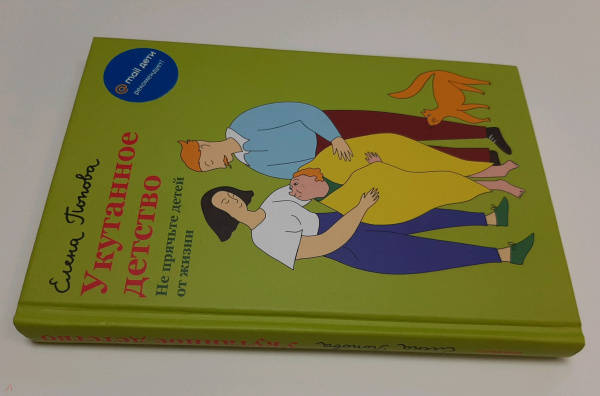 @ mail дети
рекомендует!
Елена Попова
Укутанное
детство
Не прячьте детей
от жизни
Елена Попова
Укутанное детство